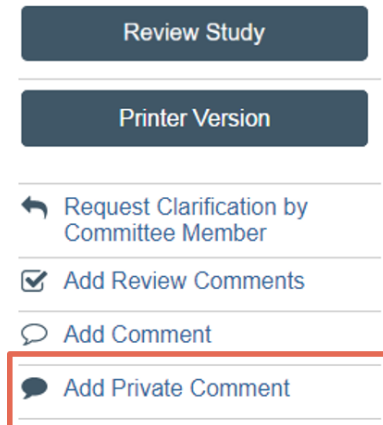 Review Study
Printer Version
Request Clarification by
Committee Member
Add Review Comments
Add Comment
Add Private Comment